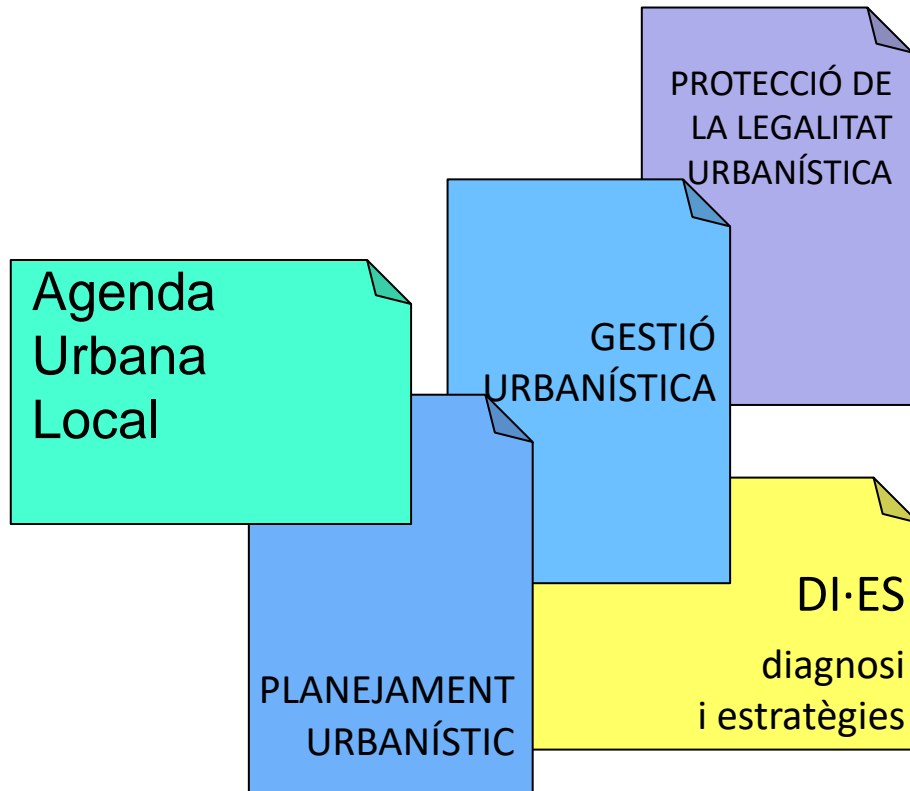 PROTECCIÓ DE
LA LEGALITAT
URBANÍSTICA
Agenda
Urbana
Local
GESTIÓ
URBANÍSTICA
DI·ES
diagnosi
i estratègies
PLANEJAMENT
URBANÍSTIC